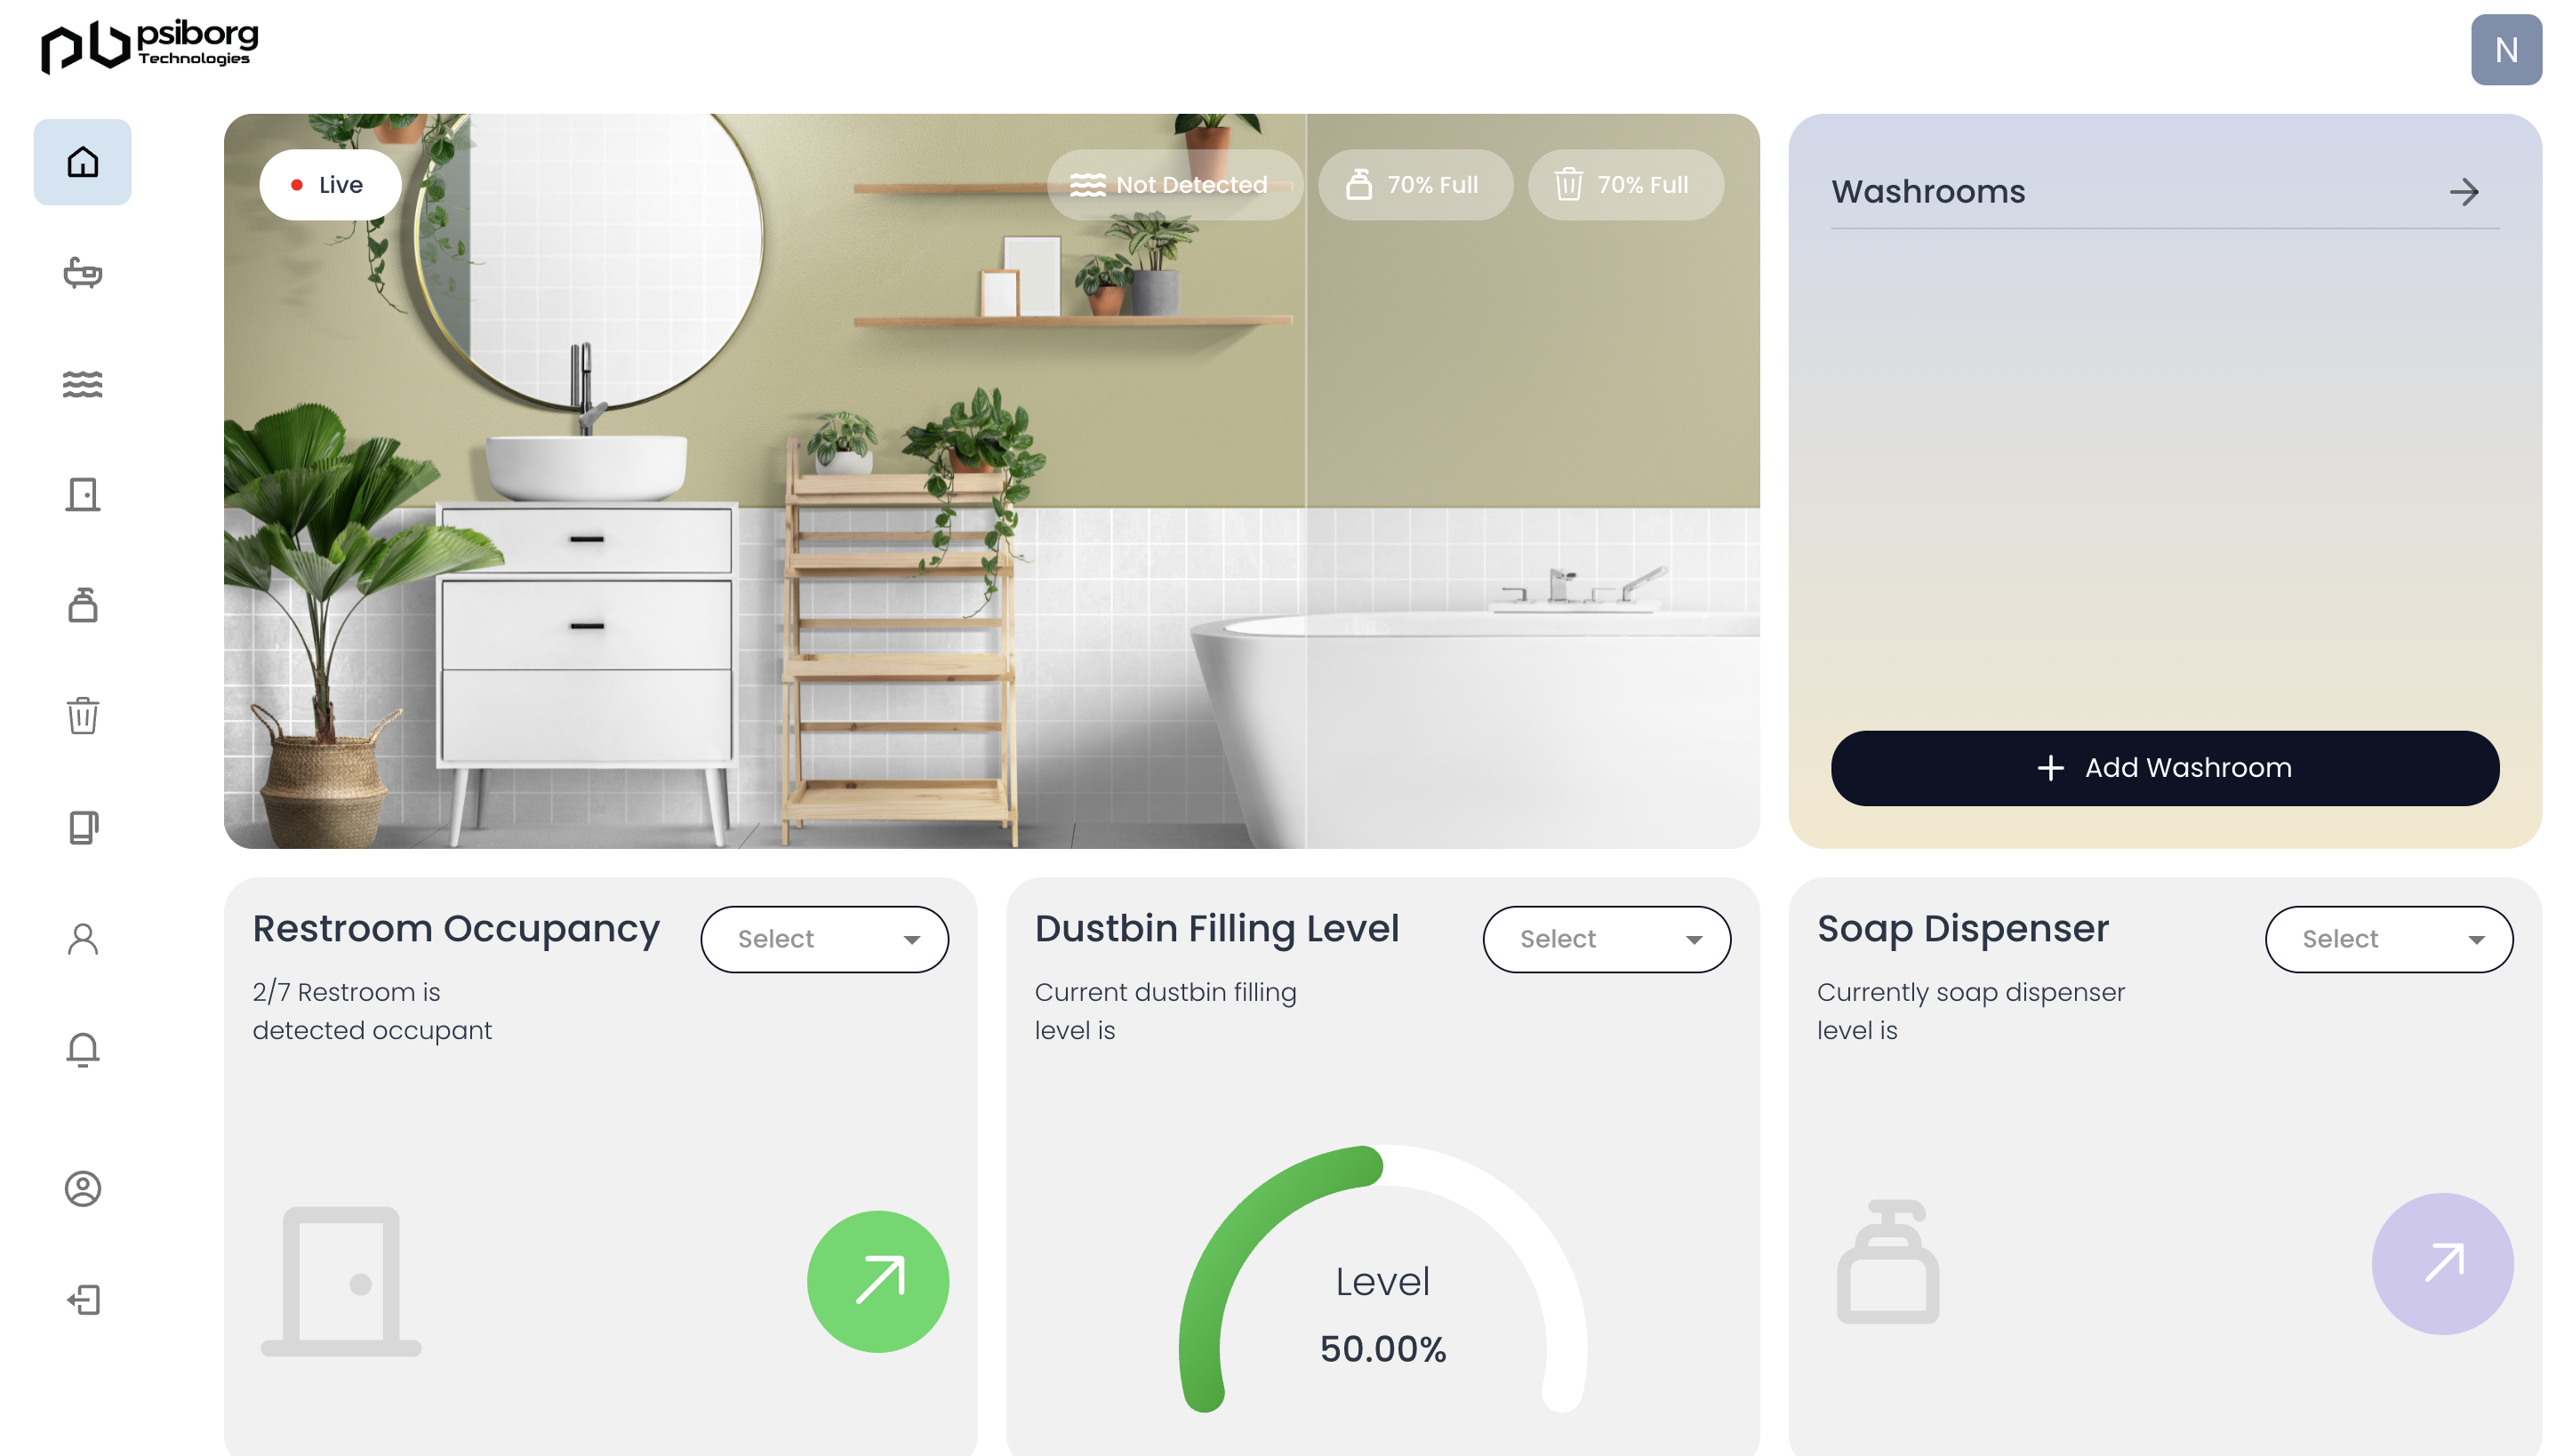 psiborg
Technologies
N
Live
Not Detected
70% Full
70% Full
Washrooms
Add Washroom
Restroom Occupancy
Select
2/7 Restroom is
detected occupant
Dustbin Filling Level
Select
Current dustbin filling
level is
Level
50.00%
Soap Dispenser
Select
Currently soap dispenser
level is